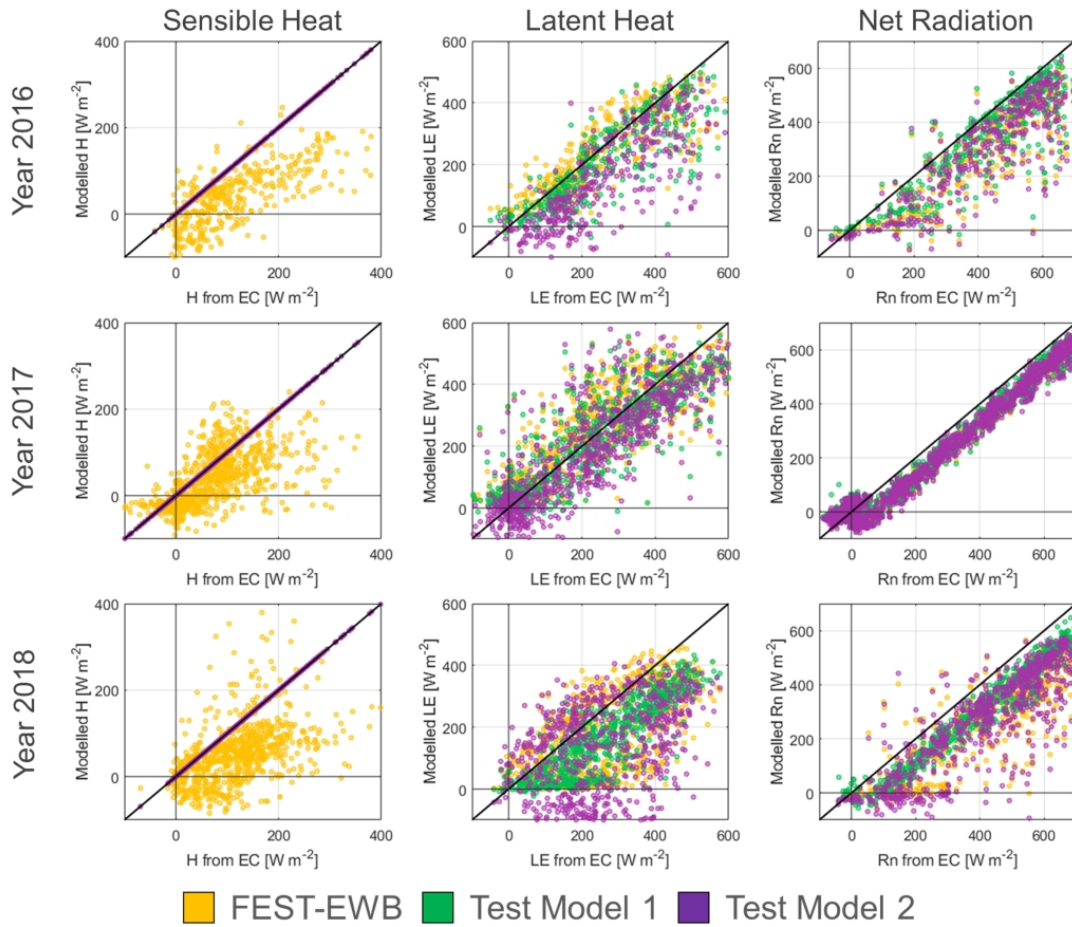 Sensible Heat Latent Heat Net Radiation
Year 2016
Modelled H [W m⁻²]
400
200
0
0 200 400
H from EC [W m⁻²]
Modelled LE [W m⁻²]
600
400
200
0
0 200 400 600
LE from EC [W m⁻²]
Modelled Rn [W m⁻²]
600
400
200
0
0 200 400 600
Rn from EC [W m⁻²]
Year 2017
Modelled H [W m⁻²]
400
200
0
0 200 400
H from EC [W m⁻²]
Modelled LE [W m⁻²]
600
400
200
0
0 200 400 600
LE from EC [W m⁻²]
Modelled Rn [W m⁻²]
600
400
200
0
0 200 400 600
Rn from EC [W m⁻²]
Year 2018
Modelled H [W m⁻²]
400
200
0
0 200 400
H from EC [W m⁻²]
Modelled LE [W m⁻²]
600
400
200
0
0 200 400 600
LE from EC [W m⁻²]
Modelled Rn [W m⁻²]
600
400
200
0
0 200 400 600
Rn from EC [W m⁻²]
FEST-EWB Test Model 1 Test Model 2